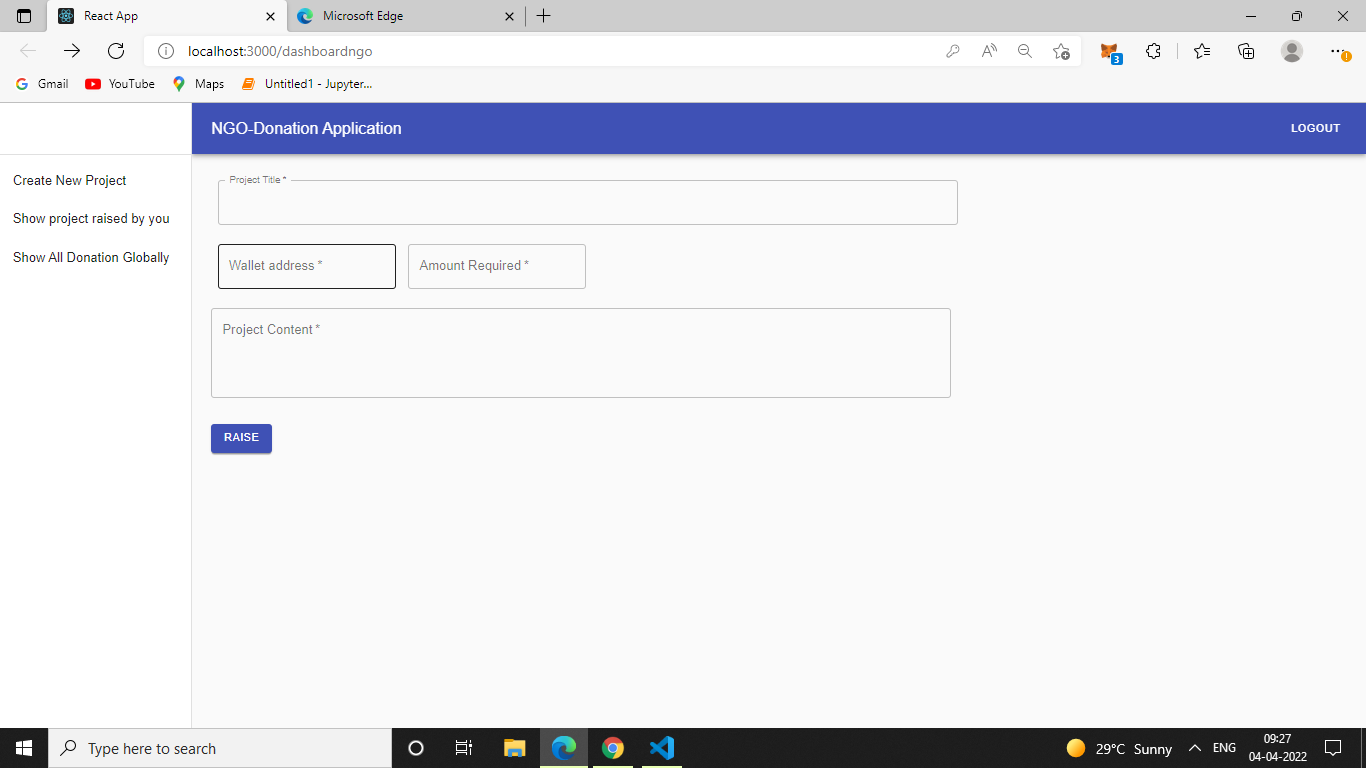 React App
Microsoft Edge
localhost:3000/dashboardngo
3
Gmail
YouTube
Maps
Untitled1 - Jupyter...
NGO-Donation Application
LOGOUT
Create New Project
Show project raised by you
Show All Donation Globally
Project Title *
Wallet address *
Amount Required *
Project Content *
RAISE
Type here to search
29°C Sunny
ENG
09:27
04-04-2022